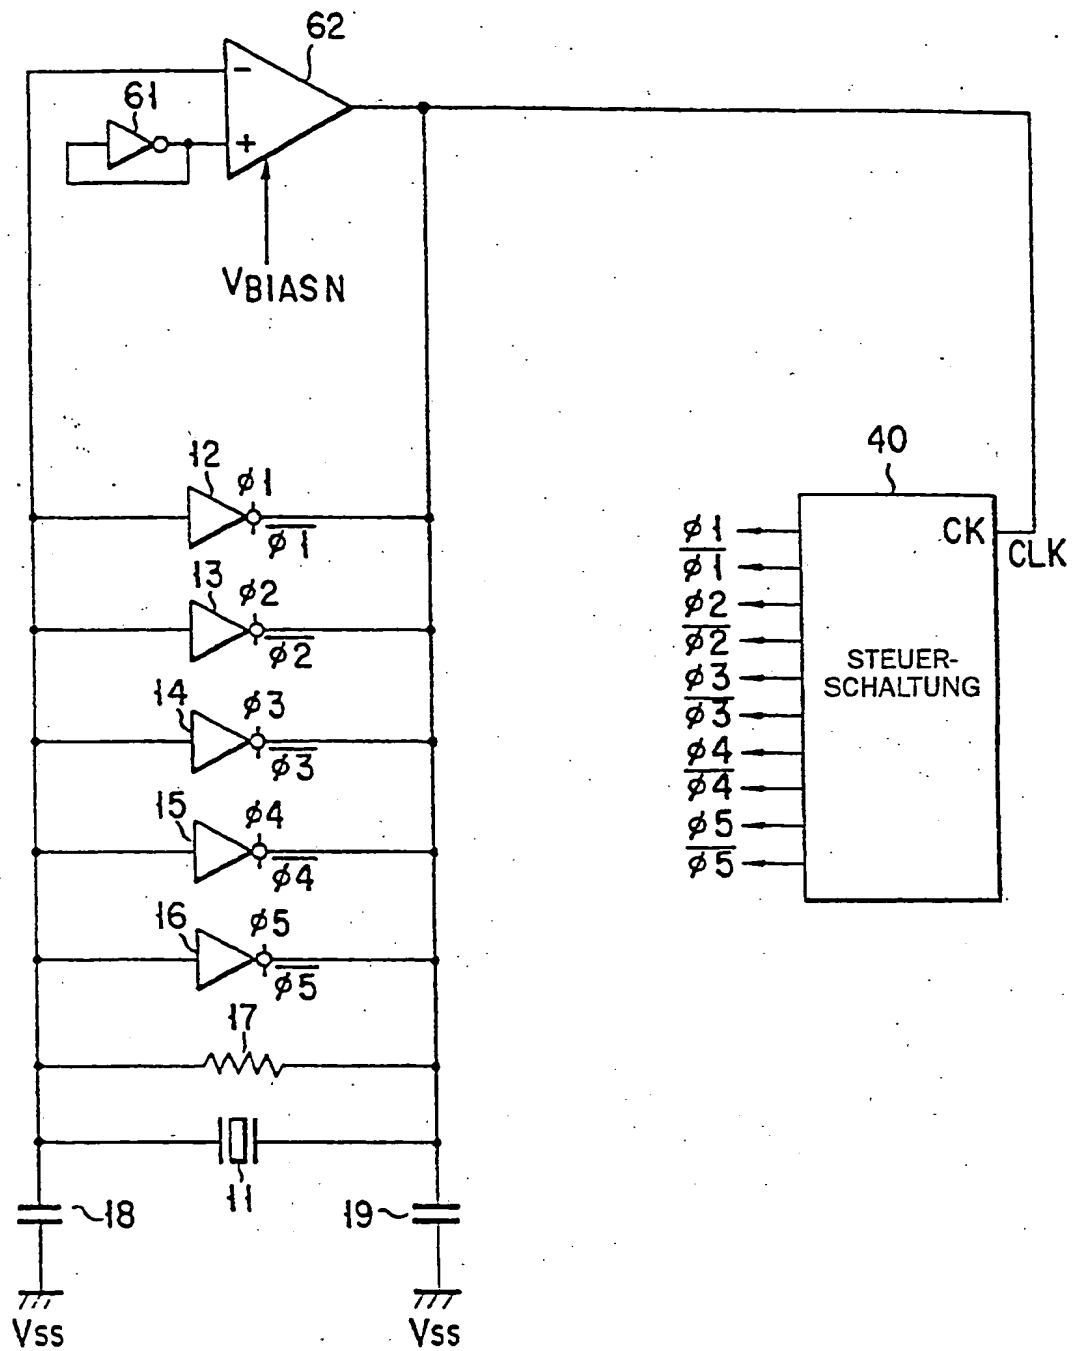 62
−
61
+
VBIASN
40
12
ϕ1
ϕ1̅
CK
CLK
ϕ1
ϕ1̅
ϕ2
ϕ2̅
ϕ3
ϕ3̅
ϕ4
ϕ4̅
ϕ5
ϕ5̅
STEUER-
SCHALTUNG
13
ϕ2
ϕ2̅
14
ϕ3
ϕ3̅
15
ϕ4
ϕ4̅
16
ϕ5
ϕ5̅
17
11
18
19
Vss
Vss